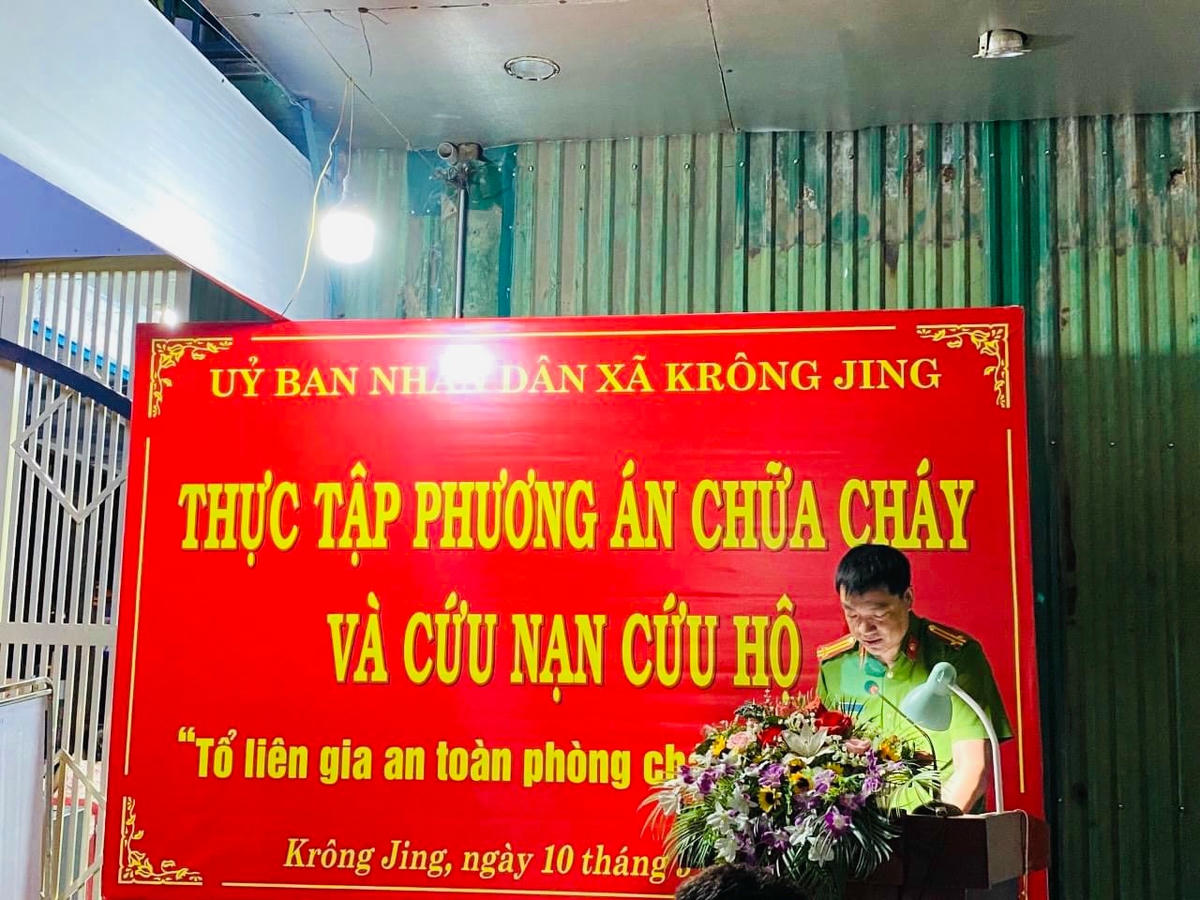 UỶ BAN NHÂN DÂN XÃ KRÔNG JING
THỰC TẬP PHƯƠNG ÁN CHỮA CHÁY
VÀ CỨU NẠN CỨU HỘ
“Tổ liên gia an toàn phòng
Krông Jing, ngày 10 tháng